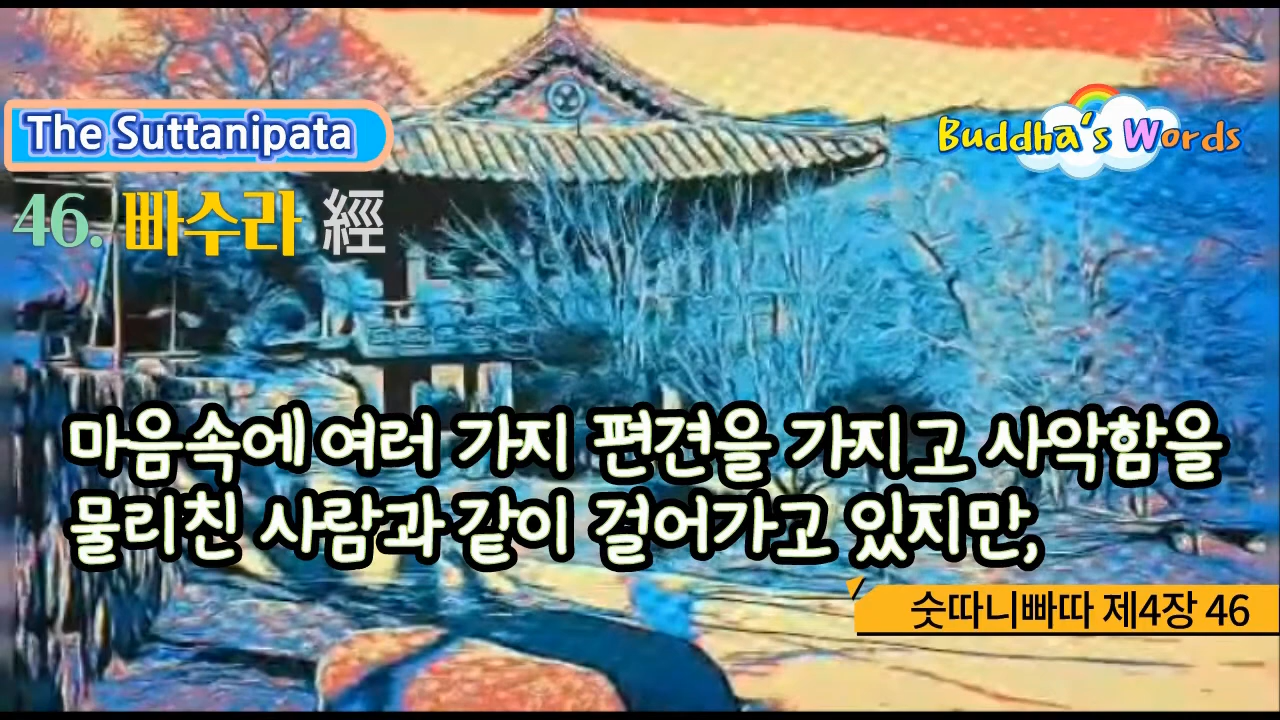 The Suttanipata
Buddha's Words
46. 빠수라 經
마음속에 여러 가지 편견을 가지고 사악함을
물리친 사람과 같이 걸어가고 있지만,
숫따니빠따 제4장 46